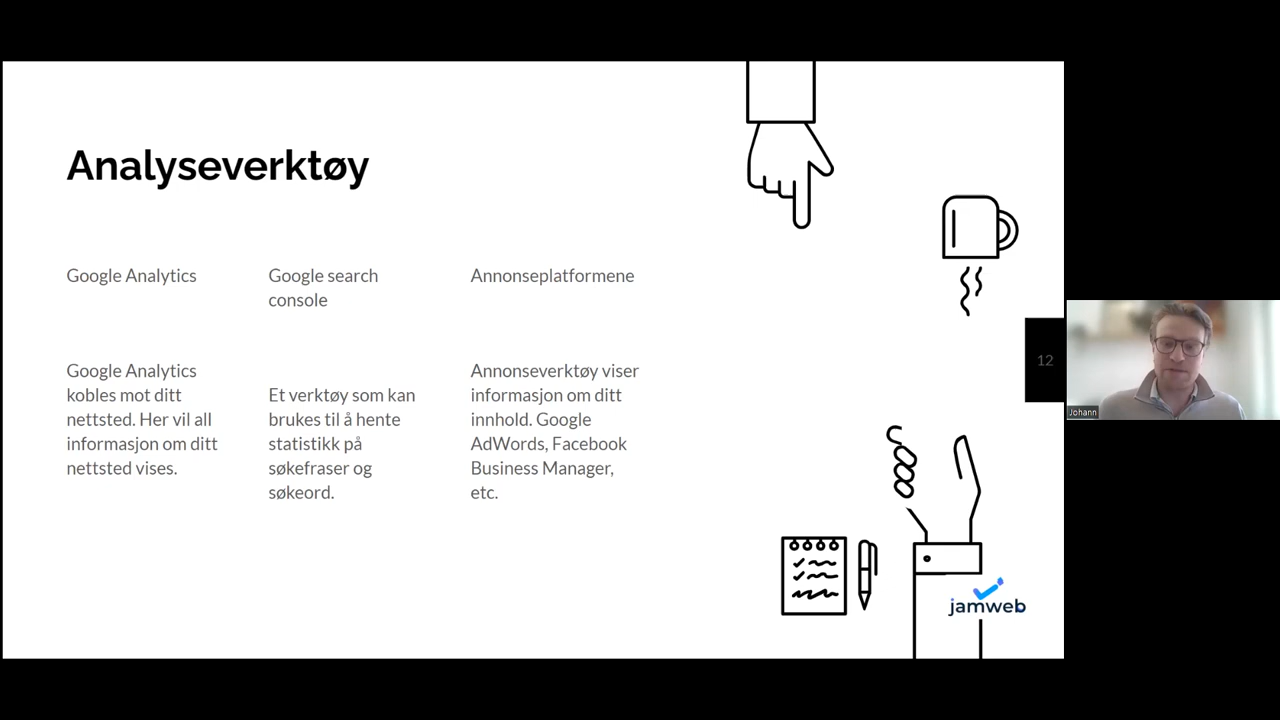 Analyseverktøy
Google Analytics
Google search
console
Annonseplatformene
Google Analytics
kobles mot ditt
nettsted. Her vil all
informasjon om ditt
nettsted vises.
Et verktøy som kan
brukes til å hente
statistikk på
søkefraser og
søkeord.
Annonseverktøy viser
informasjon om ditt
innhold. Google
AdWords, Facebook
Business Manager,
etc.
12
Johann
jamweb